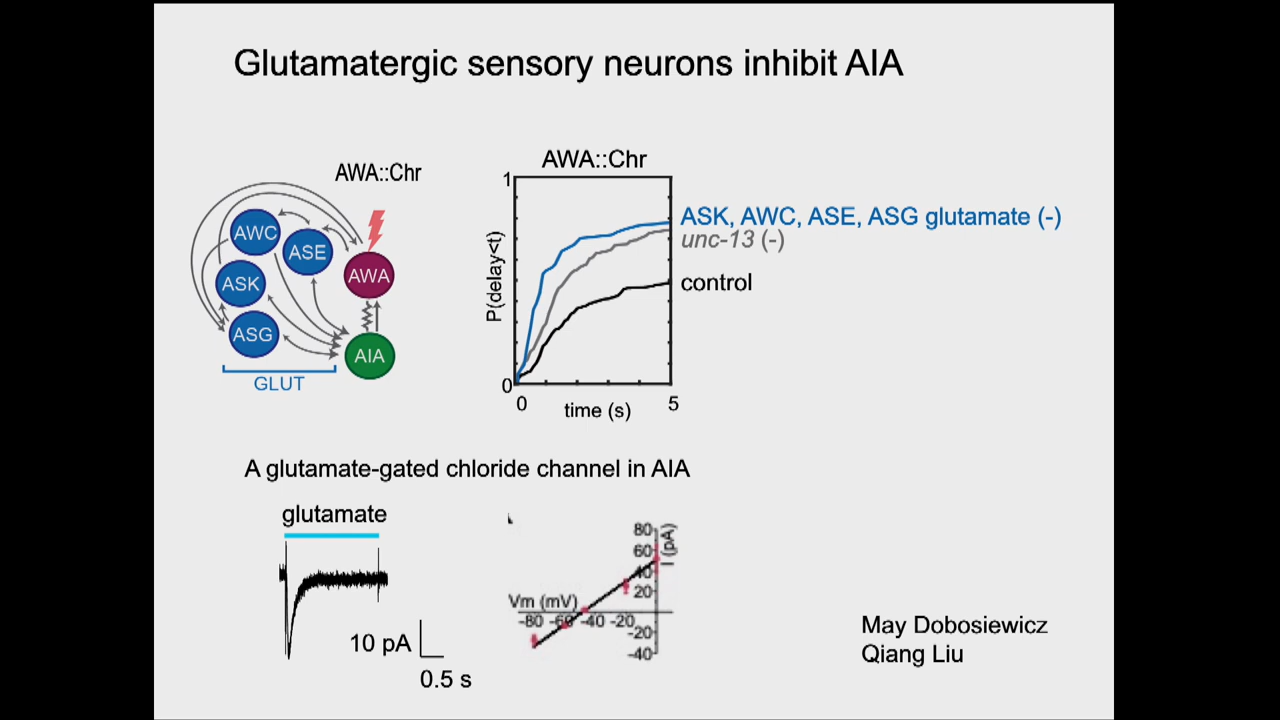 Glutamatergic sensory neurons inhibit AIA
AWA::Chr
AWC
ASE
AWA
ASK
ASG
AIA
GLUT
AWA::Chr
1
P(delay<t)
0
0
5
time (s)
ASK, AWC, ASE, ASG glutamate (-)
unc-13 (-)
control
A glutamate-gated chloride channel in AIA
glutamate
10 pA
0.5 s
80
60
40
20
I (pA)
Vm (mV)
-80 -60 -40 -20
-20
-40
May Dobosiewicz
Qiang Liu